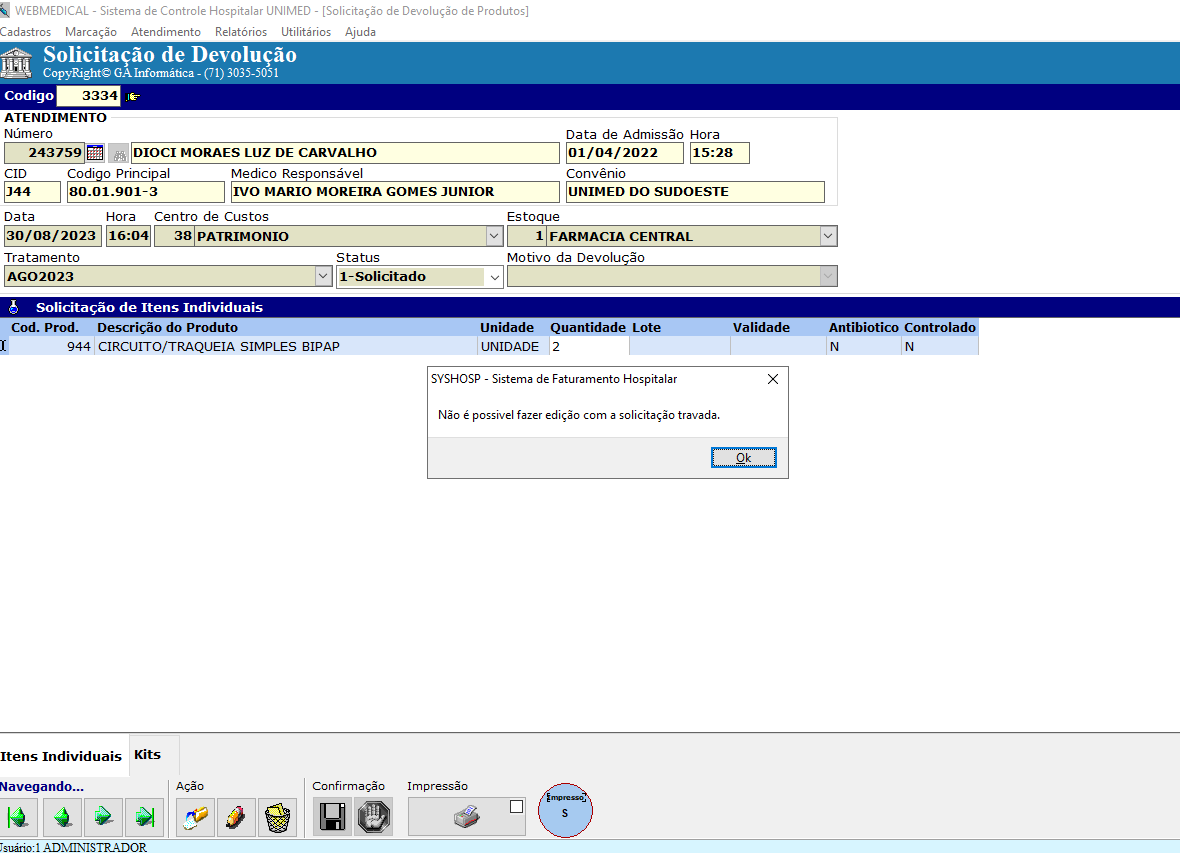 WEBMEDICAL - Sistema de Controle Hospitalar UNIMED - [Solicitação de Devolução de Produtos]
Cadastros Marcação Atendimento Relatórios Utilitários Ajuda
Solicitação de Devolução
CopyRight© GA Informática - (71) 3035-5051
Codigo 3334
ATENDIMENTO
Número Data de Admissão Hora
243759 DIOCI MORAES LUZ DE CARVALHO 01/04/2022 15:28
CID Codigo Principal Medico Responsável Convênio
J44 80.01.901-3 IVO MARIO MOREIRA GOMES JUNIOR UNIMED DO SUDOESTE
Data Hora Centro de Custos Estoque
30/08/2023 16:04 38 PATRIMONIO 1 FARMACIA CENTRAL
Tratamento Status Motivo da Devolução
AGO2023 1-Solicitado
Solicitação de Itens Individuais
Cod. Prod. Descrição do Produto Unidade Quantidade Lote Validade Antibiotico Controlado
944 CIRCUITO/TRAQUEIA SIMPLES BIPAP UNIDADE 2 N N
SYSHOSP - Sistema de Faturamento Hospitalar
Não é possivel fazer edição com a solicitação travada.
Ok
Itens Individuais Kits
Navegando... Ação Confirmação Impressão
Impresso
S
Usuário:1 ADMINISTRADOR